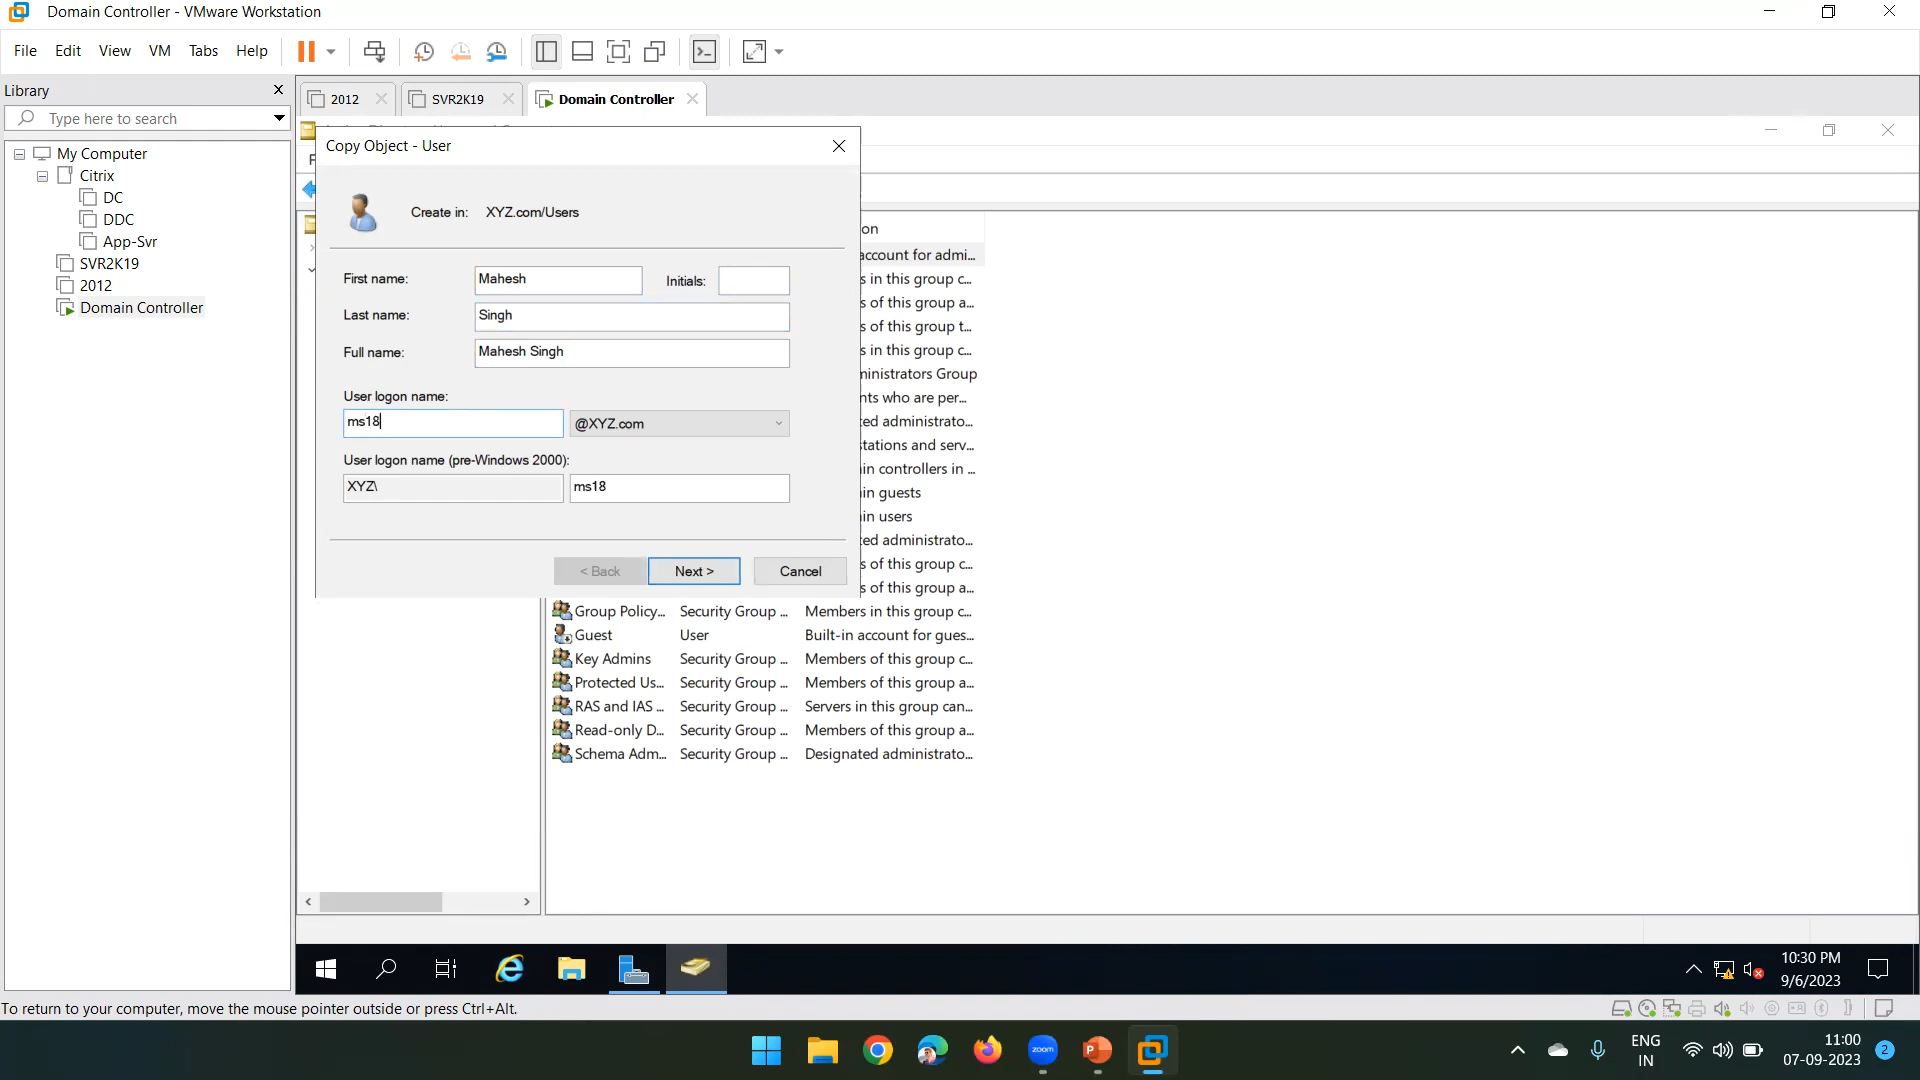 Domain Controller - VMware Workstation
File Edit View VM Tabs Help
Library
Type here to search
My Computer
Citrix
DC
DDC
App-Svr
SVR2K19
2012
Domain Controller
2012 SVR2K19 Domain Controller
Copy Object - User
Create in: XYZ.com/Users
First name: Mahesh Initials:
Last name: Singh
Full name: Mahesh Singh
User logon name:
ms18 @XYZ.com
User logon name (pre-Windows 2000):
XYZ\ ms18
< Back Next > Cancel
on
account for admi...
s in this group c...
s of this group a...
s of this group t...
s in this group c...
ministrators Group
nts who are per...
ted administrato...
stations and serv...
in controllers in ...
in guests
in users
ted administrato...
s of this group c...
s of this group a...
Group Policy... Security Group ... Members in this group c...
Guest User Built-in account for gues...
Key Admins Security Group ... Members of this group c...
Protected Us... Security Group ... Members of this group a...
RAS and IAS ... Security Group ... Servers in this group can...
Read-only D... Security Group ... Members of this group a...
Schema Adm... Security Group ... Designated administrato...
10:30 PM
9/6/2023
To return to your computer, move the mouse pointer outside or press Ctrl+Alt.
zoom
P
ENG
IN
11:00
07-09-2023
2